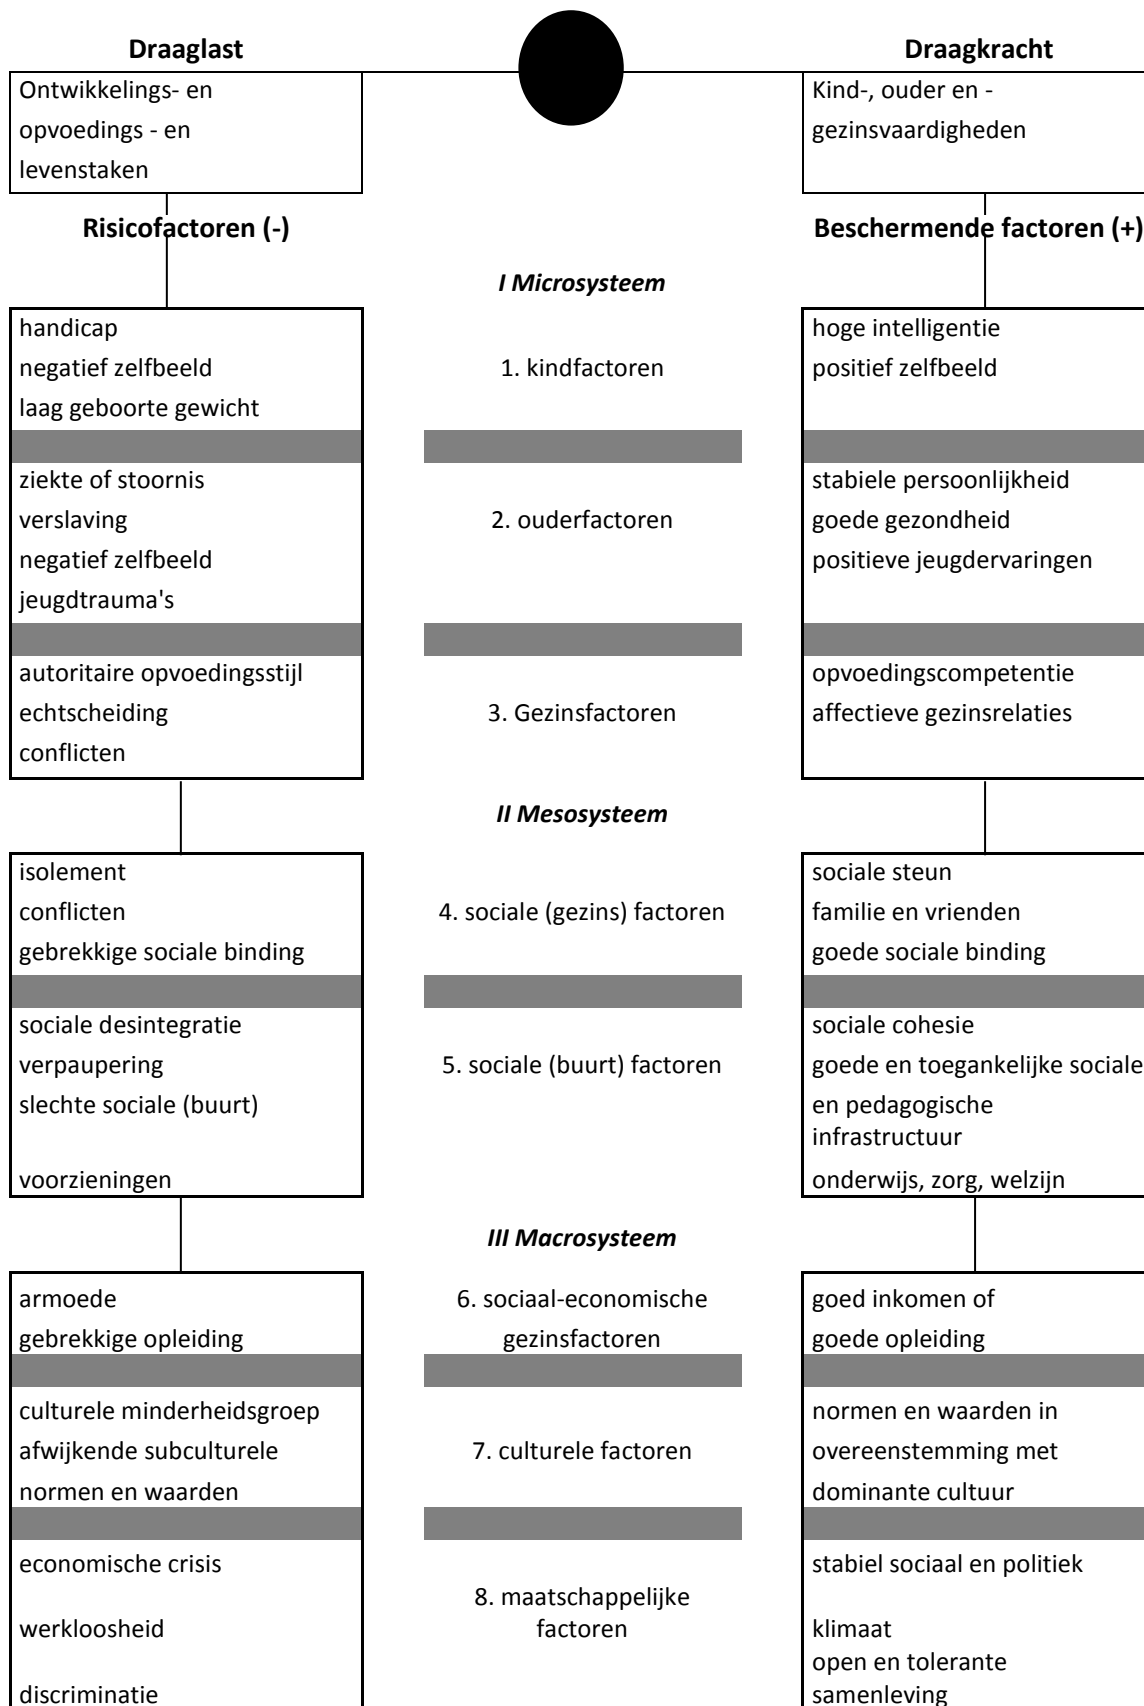 Draaglast
Draagkracht
Ontwikkelings- en
opvoedings - en
levenstaken
Kind-, ouder en -
gezinsvaardigheden
Risicofactoren (-)
Beschermende factoren (+)
I Microsysteem
handicap
negatief zelfbeeld
laag geboorte gewicht
1. kindfactoren
hoge intelligentie
positief zelfbeeld
ziekte of stoornis
verslaving
negatief zelfbeeld
jeugdtrauma's
2. ouderfactoren
stabiele persoonlijkheid
goede gezondheid
positieve jeugdervaringen
autoritaire opvoedingsstijl
echtscheiding
conflicten
3. Gezinsfactoren
opvoedingscompetentie
affectieve gezinsrelaties
II Mesosysteem
isolement
conflicten
gebrekkige sociale binding
4. sociale (gezins) factoren
sociale steun
familie en vrienden
goede sociale binding
sociale desintegratie
verpaupering
slechte sociale (buurt)
voorzieningen
5. sociale (buurt) factoren
sociale cohesie
goede en toegankelijke sociale
en pedagogische
infrastructuur
onderwijs, zorg, welzijn
III Macrosysteem
armoede
gebrekkige opleiding
6. sociaal-economische
gezinsfactoren
goed inkomen of
goede opleiding
culturele minderheidsgroep
afwijkende subculturele
normen en waarden
7. culturele factoren
normen en waarden in
overeenstemming met
dominante cultuur
economische crisis
werkloosheid
discriminatie
8. maatschappelijke
factoren
stabiel sociaal en politiek
klimaat
open en tolerante
samenleving